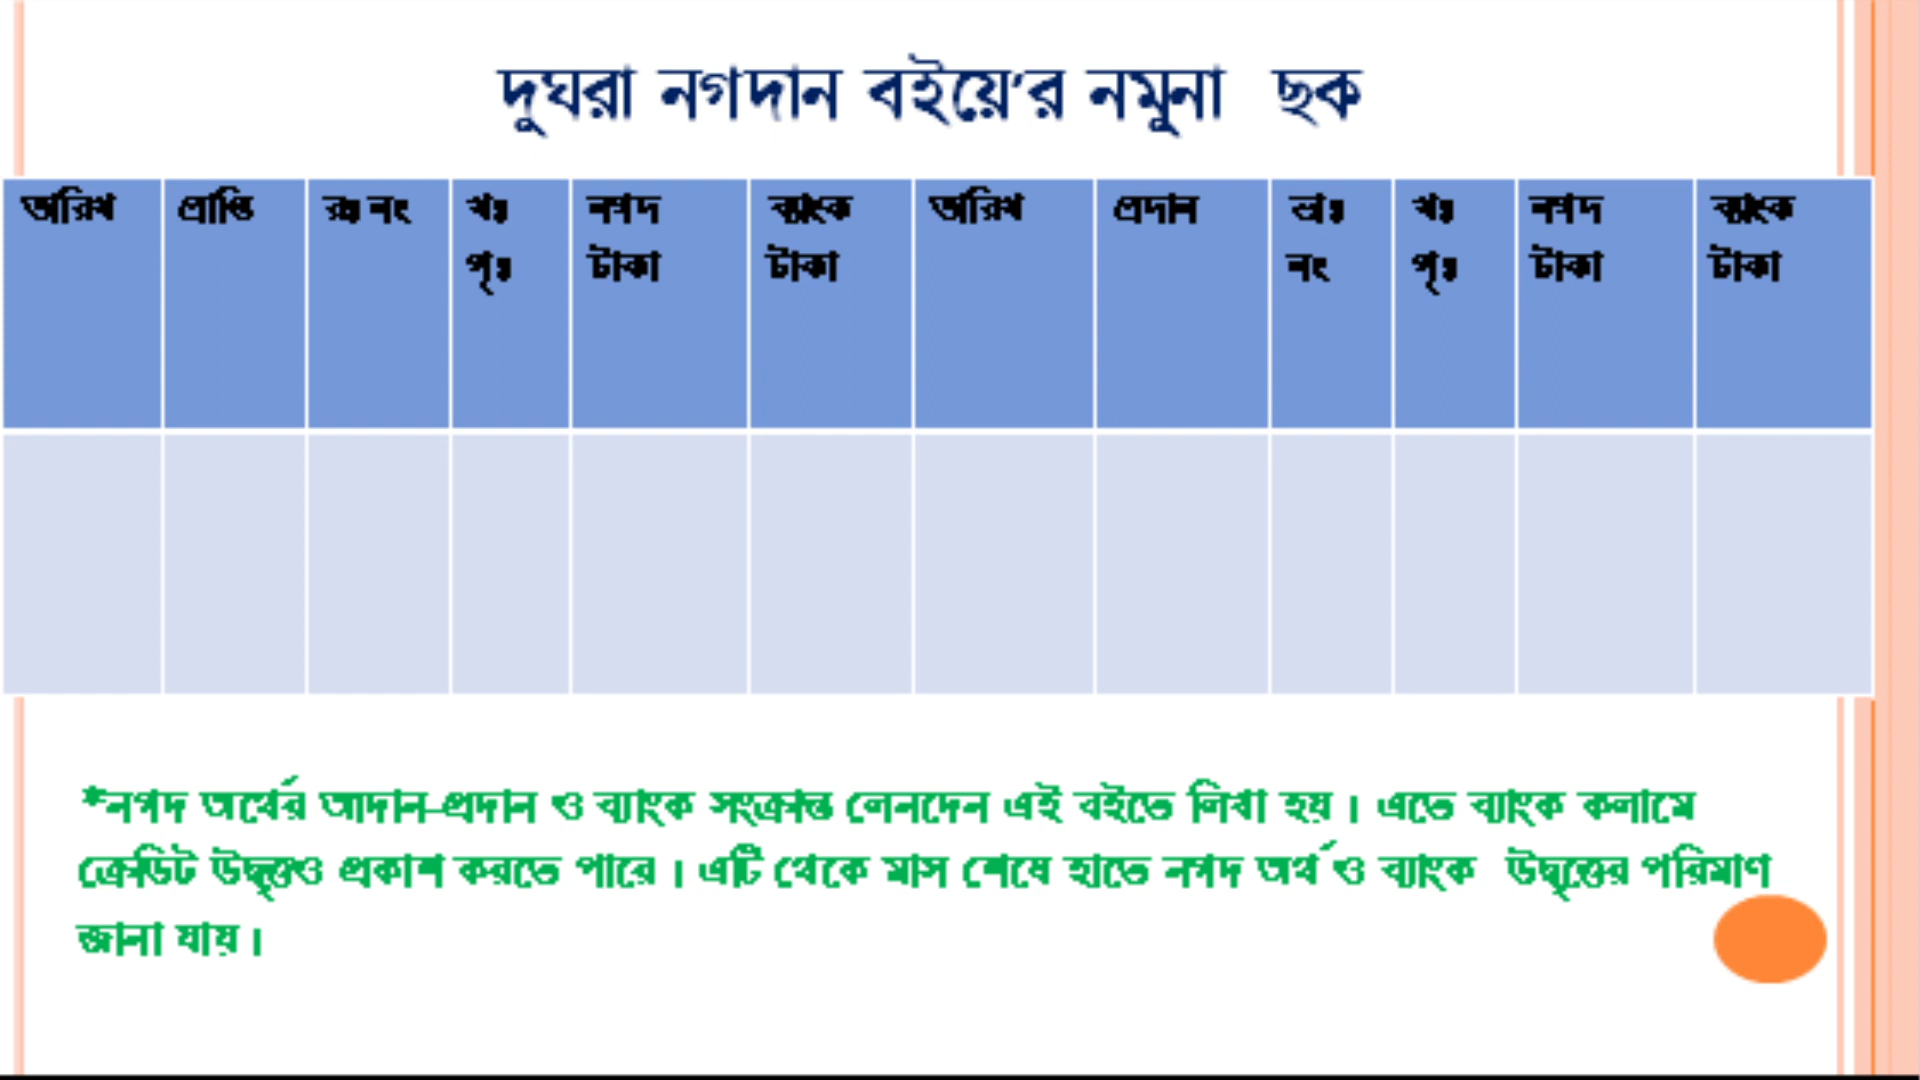 দুঘরা নগদান বইয়ে’র নমুনা ছক
তারিখ প্রাপ্তি রঃ নং খঃ পৃঃ নগদ টাকা ব্যাংক টাকা তারিখ প্রদান ভাঃ নং খঃ পৃঃ নগদ টাকা ব্যাংক টাকা
*নগদ অর্থের আদান-প্রদান ও ব্যাংক সংক্রান্ত লেনদেন এই বইতে লিখা হয় । এতে ব্যাংক কলামে
ক্রেডিট উদ্বৃত্তও প্রকাশ করতে পারে । এটি থেকে মাস শেষে হাতে নগদ অর্থ ও ব্যাংক উদ্বৃত্তের পরিমাণ
জানা যায় ।